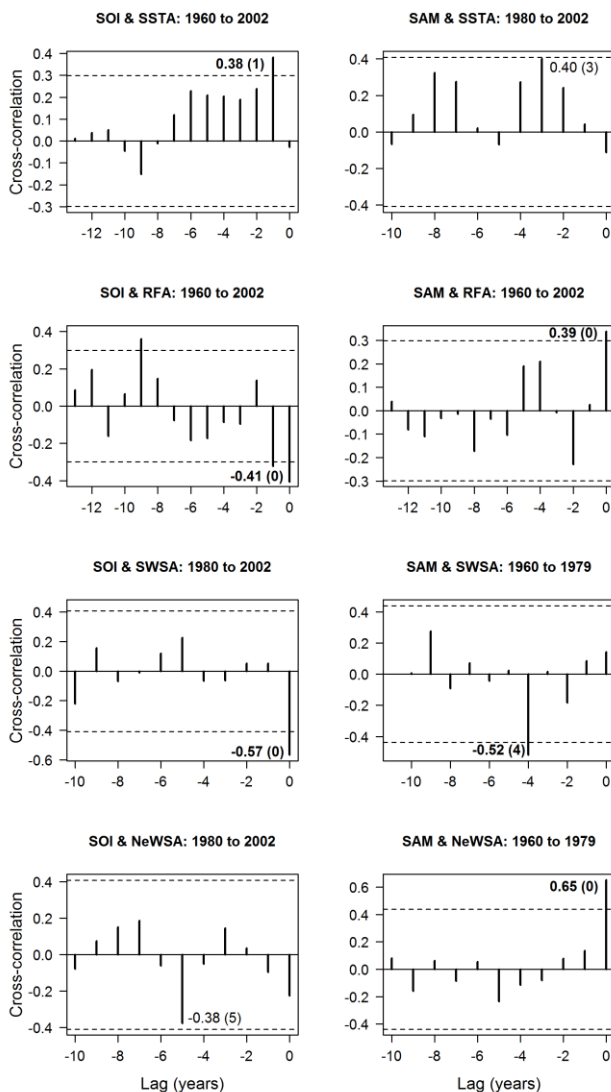 SOI & SSTA: 1960 to 2002
Cross-correlation
0.4
0.3
0.2
0.1
0.0
-0.1
-0.2
-0.3
0.38 (1)
-12 -10 -8 -6 -4 -2 0
SAM & SSTA: 1980 to 2002
0.4
0.2
0.0
-0.2
-0.4
0.40 (3)
-10 -8 -6 -4 -2 0
SOI & RFA: 1960 to 2002
Cross-correlation
0.4
0.2
0.0
-0.2
-0.4
-0.41 (0)
-12 -10 -8 -6 -4 -2 0
SAM & RFA: 1960 to 2002
0.3
0.2
0.1
0.0
-0.1
-0.2
-0.3
0.39 (0)
-12 -10 -8 -6 -4 -2 0
SOI & SWSA: 1980 to 2002
Cross-correlation
0.4
0.2
0.0
-0.2
-0.4
-0.6
-0.57 (0)
-10 -8 -6 -4 -2 0
SAM & SWSA: 1960 to 1979
0.4
0.2
0.0
-0.2
-0.4
-0.52 (4)
-10 -8 -6 -4 -2 0
SOI & NeWSA: 1980 to 2002
Cross-correlation
0.4
0.2
0.0
-0.2
-0.4
-0.38 (5)
-10 -8 -6 -4 -2 0
Lag (years)
SAM & NeWSA: 1960 to 1979
0.6
0.4
0.2
0.0
-0.2
-0.4
0.65 (0)
-10 -8 -6 -4 -2 0
Lag (years)